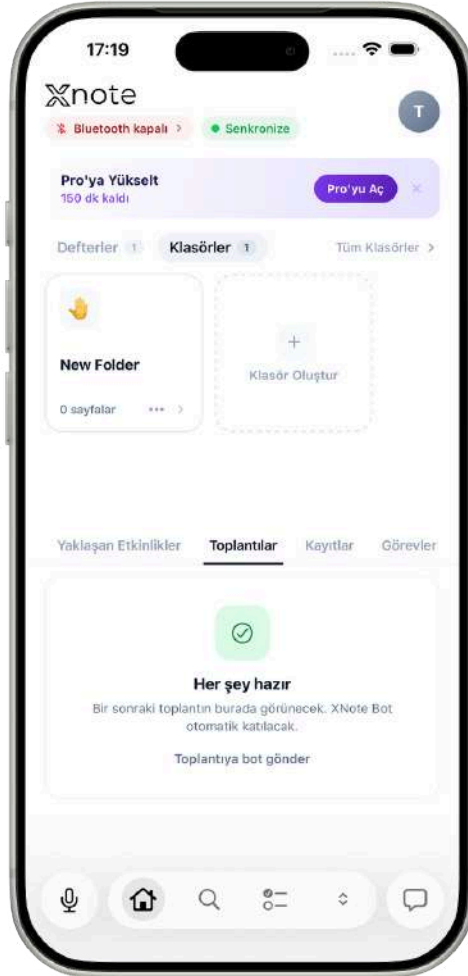 17:19
Xnote
Bluetooth kapalı
Senkronize
T
Pro'ya Yükselt
150 dk kaldı
Pro'yu Aç
Defterler 1
Klasörler 1
Tüm Klasörler
New Folder
0 sayfalar
Klasör Oluştur
Yaklaşan Etkinlikler
Toplantılar
Kayıtlar
Görevler
Her şey hazır
Bir sonraki toplantın burada görünecek. XNote Bot
otomatik katılacak.
Toplantıya bot gönder